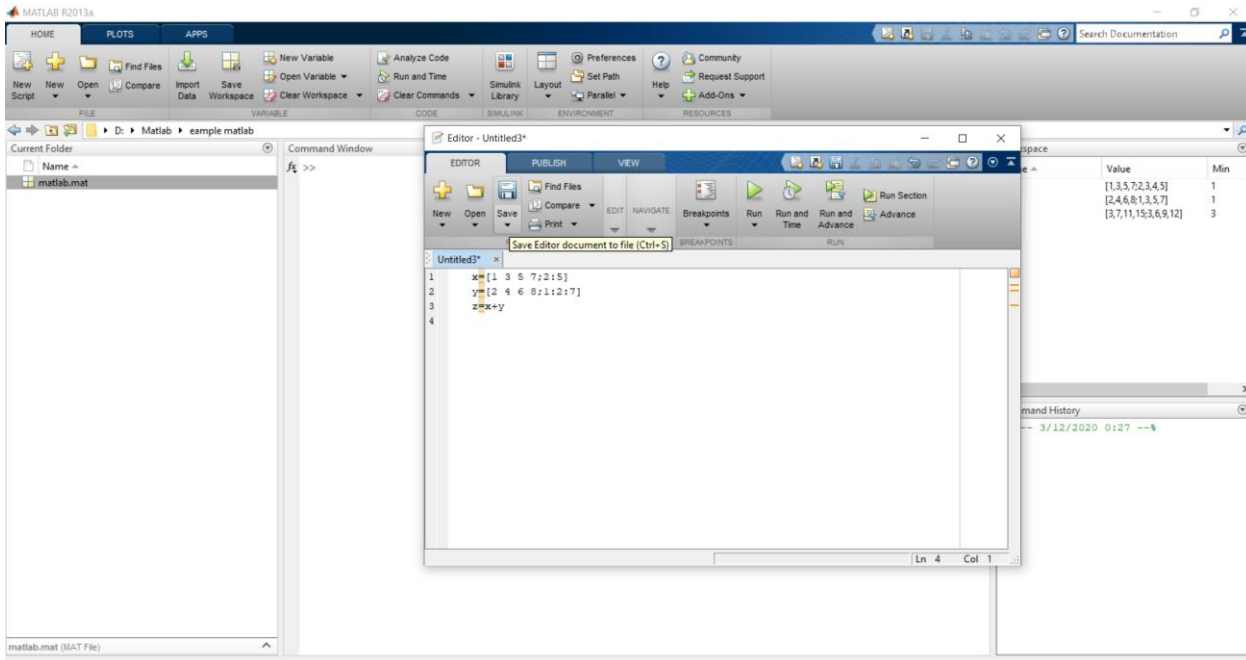 MATLAB R2013a
HOME PLOTS APPS
Search Documentation
New Script
New
Open
Find Files
Compare
Import Data
Save Workspace
New Variable
Open Variable
Clear Workspace
Analyze Code
Run and Time
Clear Commands
Simulink Library
Layout
Preferences
Set Path
Parallel
Help
Community
Request Support
Add-Ons
FILE VARIABLE CODE SIMULINK ENVIRONMENT RESOURCES
D: Matlab eample matlab
Current Folder
Name
matlab.mat
matlab.mat (MAT File)
Command Window
fx >>
Editor - Untitled3*
EDITOR PUBLISH VIEW
New
Open
Save
Find Files
Compare
Print
EDIT
NAVIGATE
Breakpoints
Run
Run and Time
Run and Advance
Run Section
Advance
F BREAKPOINTS RUN
Save Editor document to file (Ctrl+S)
Untitled3*
1 x=[1 3 5 7;2:5]
2 y=[2 4 6 8;1:2:7]
3 z=x+y
4
Ln 4 Col 1
space
e Value Min
[1,3,5,7;2,3,4,5] 1
[2,4,6,8;1,3,5,7] 1
[3,7,11,15;3,6,9,12] 3
mand History
-- 3/12/2020 0:27 --%